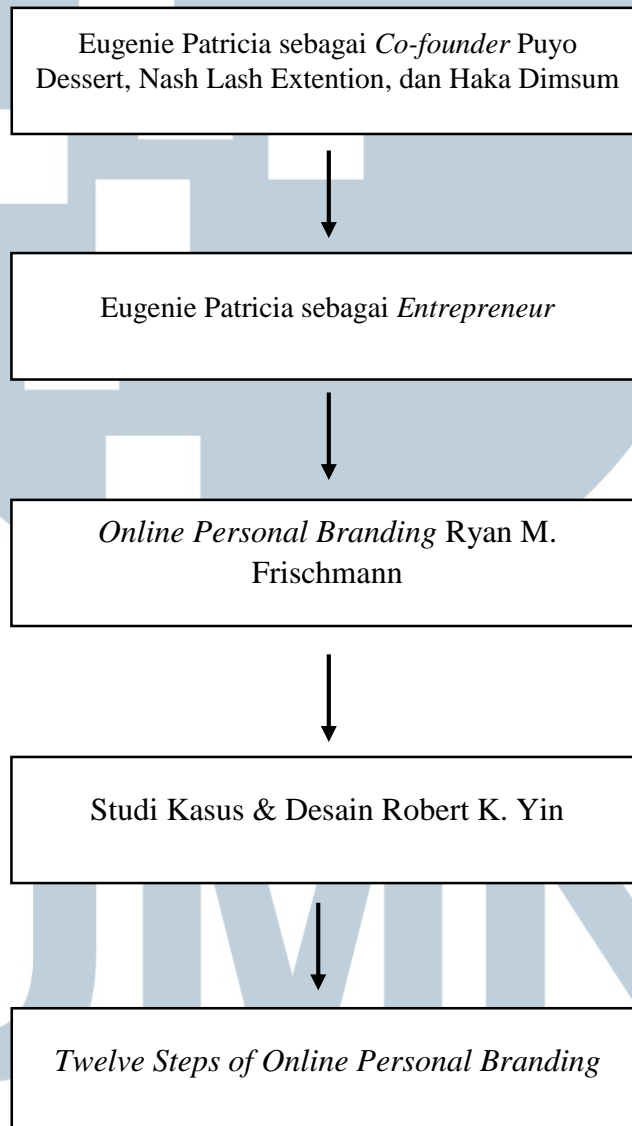 Eugenie Patricia sebagai Co-founder Puyo
Dessert, Nash Lash Extention, dan Haka Dimsum
Eugenie Patricia sebagai Entrepreneur
Online Personal Branding Ryan M.
Frischmann
Studi Kasus & Desain Robert K. Yin
UMN
Twelve Steps of Online Personal Branding